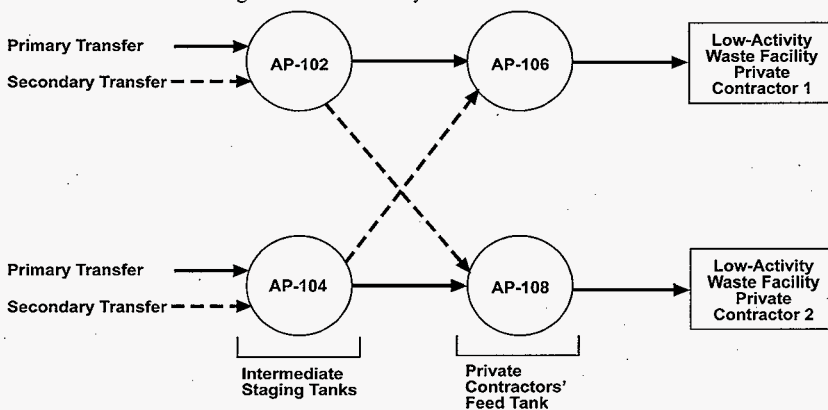 Primary Transfer
Secondary Transfer
AP-102
AP-106
Low-Activity
Waste Facility
Private
Contractor 1
Primary Transfer
Secondary Transfer
AP-104
AP-108
Low-Activity
Waste Facility
Private
Contractor 2
Intermediate
Staging Tanks
Private
Contractors'
Feed Tank